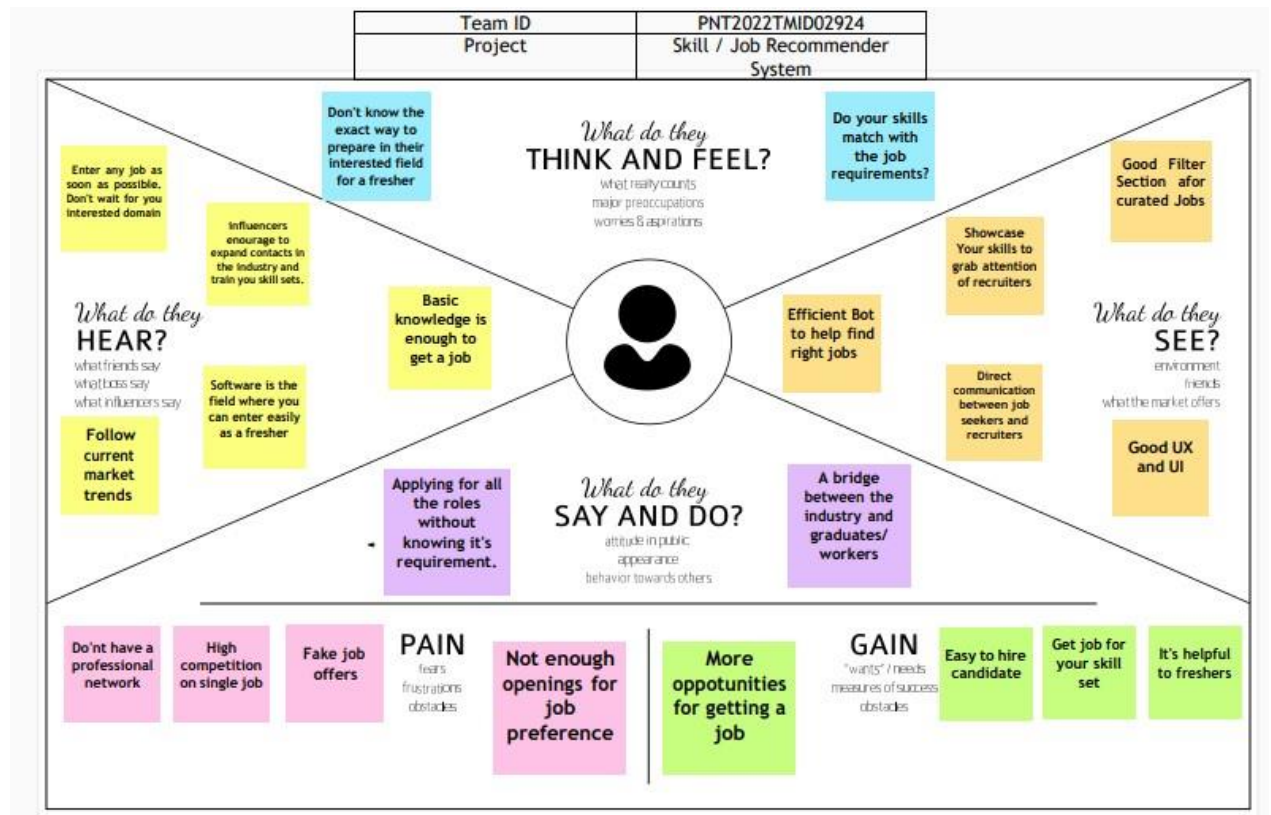 Team ID
PNT2022TMID02924
Project
Skill / Job Recommender
System
What do they
THINK AND FEEL?
what really counts
major preoccupations
worries & aspirations
Don't know the
exact way to
prepare in their
interested field
for a fresher
Do your skills
match with
the job
requirements?
Enter any job as
soon as possible.
Don't wait for you
interested domain
Influencers
enourage to
expand contacts in
the industry and
train you skill sets.
Basic
knowledge is
enough to
get a job
What do they
HEAR?
what friends say
what boss say
what influencers say
Software is the
field where you
can enter easily
as a fresher
Follow
current
market
trends
Good Filter
Section afor
curated Jobs
Showcase
Your skills to
grab attention
of recruiters
Efficient Bot
to help find
right jobs
What do they
SEE?
environment
friends
what the market offers
Direct
communication
between job
seekers and
recruiters
Good UX
and UI
Applying for all
the roles
without
knowing it's
requirement.
What do they
SAY AND DO?
attitude in public
appearance
behavior towards others
A bridge
between the
industry and
graduates/
workers
Do'nt have a
professional
network
High
competition
on single job
Fake job
offers
PAIN
fears
frustrations
obstacles
Not enough
openings for
job
preference
More
oppotunities
for getting a
job
GAIN
"wants" / needs
measures of success
obstacles
Easy to hire
candidate
Get job for
your skill
set
It's helpful
to freshers